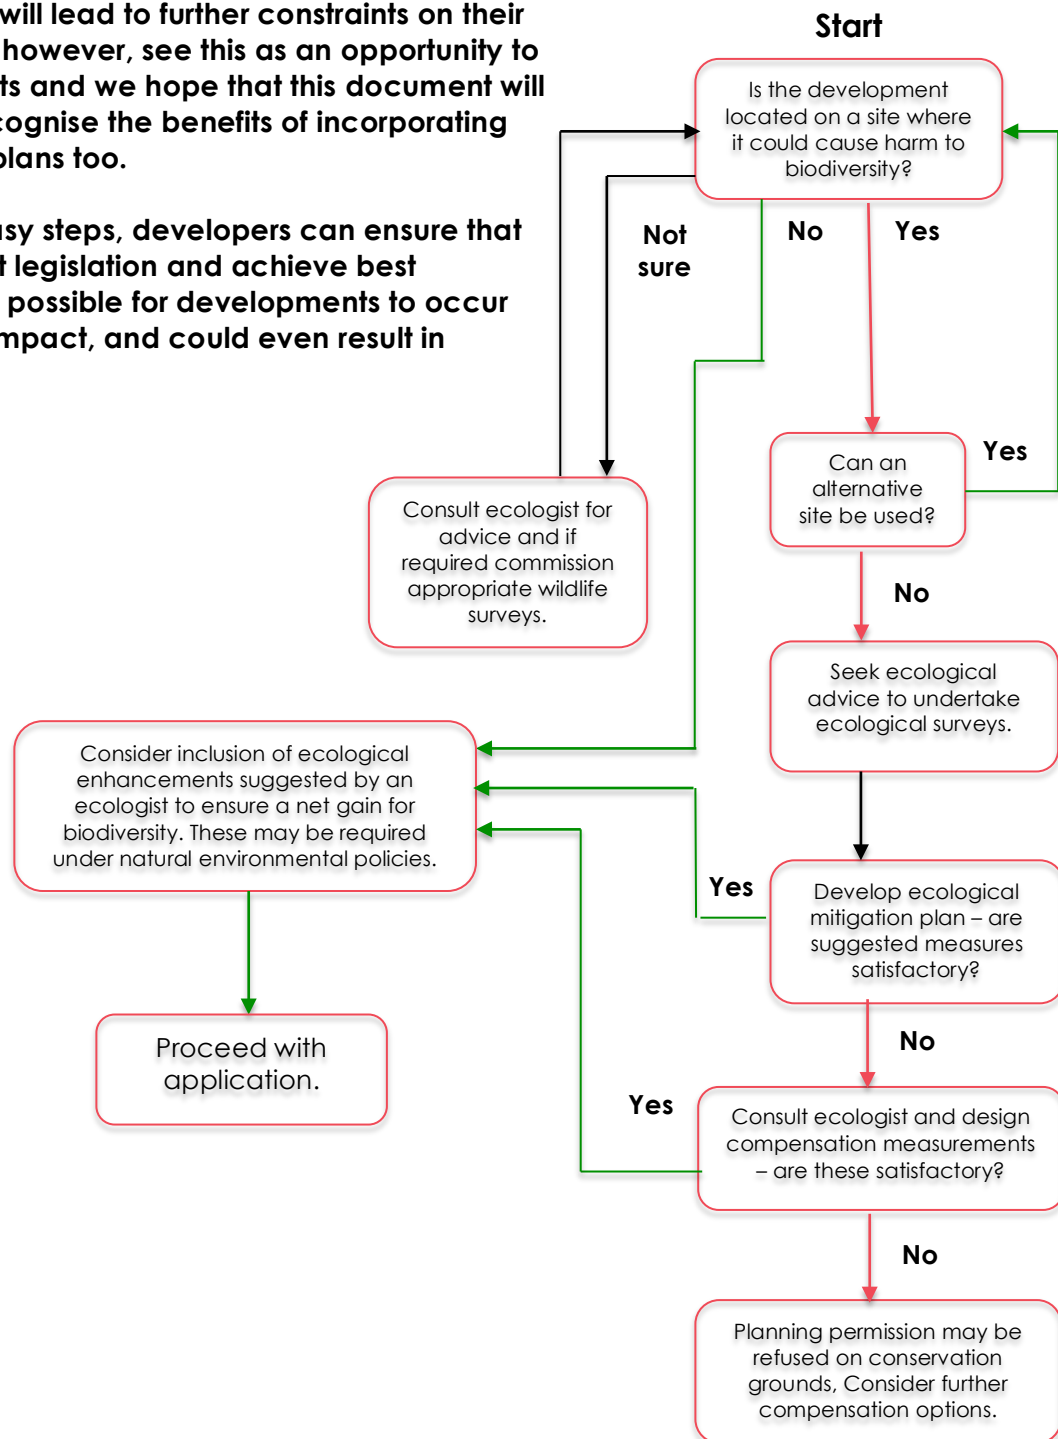 will lead to further constraints on their
however, see this as an opportunity to
ts and we hope that this document will
cognise the benefits of incorporating
plans too.
asy steps, developers can ensure that
t legislation and achieve best
possible for developments to occur
mpact, and could even result in
Start
Is the development
located on a site where
it could cause harm to
biodiversity?
Not
sure
No
Yes
Can an
alternative
site be used?
Yes
Consult ecologist for
advice and if
required commission
appropriate wildlife
surveys.
No
Seek ecological
advice to undertake
ecological surveys.
Consider inclusion of ecological
enhancements suggested by an
ecologist to ensure a net gain for
biodiversity. These may be required
under natural environmental policies.
Yes
Develop ecological
mitigation plan – are
suggested measures
satisfactory?
Proceed with
application.
No
Yes
Consult ecologist and design
compensation measurements
– are these satisfactory?
No
Planning permission may be
refused on conservation
grounds, Consider further
compensation options.